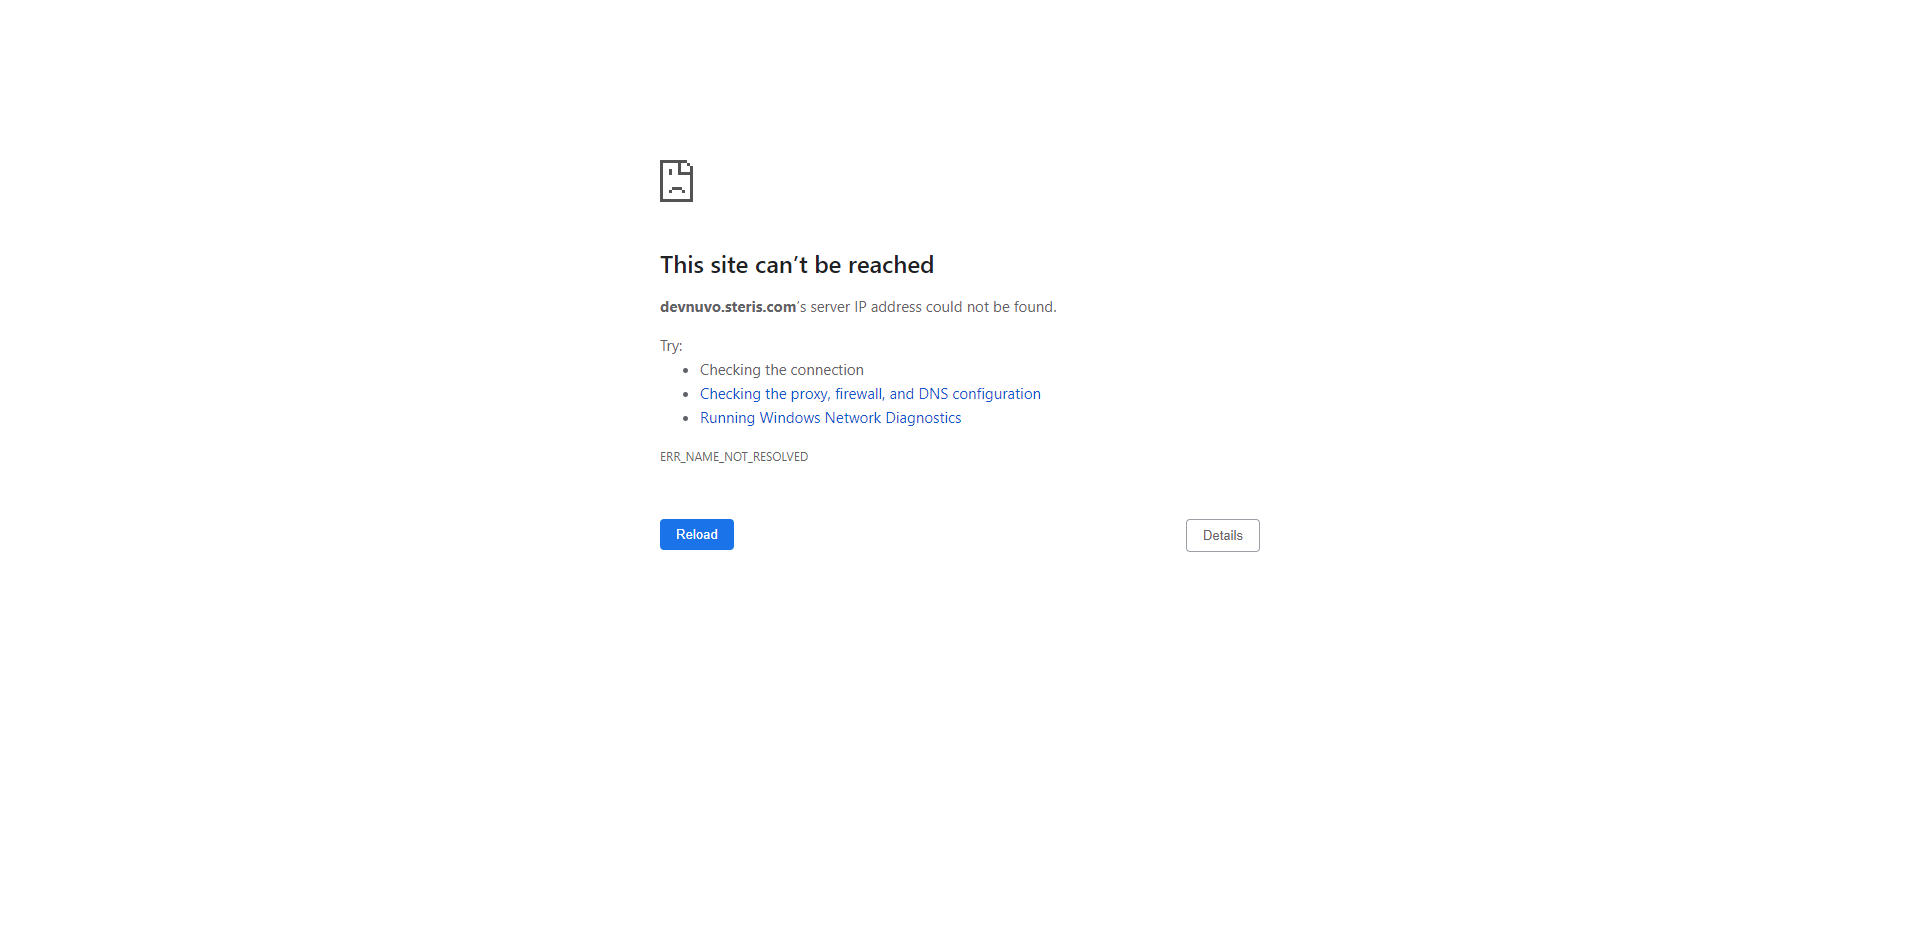 This site can’t be reached
devnuvo.steris.com’s server IP address could not be found.
Try:
Checking the connection
Checking the proxy, firewall, and DNS configuration
Running Windows Network Diagnostics
ERR_NAME_NOT_RESOLVED
Reload
Details